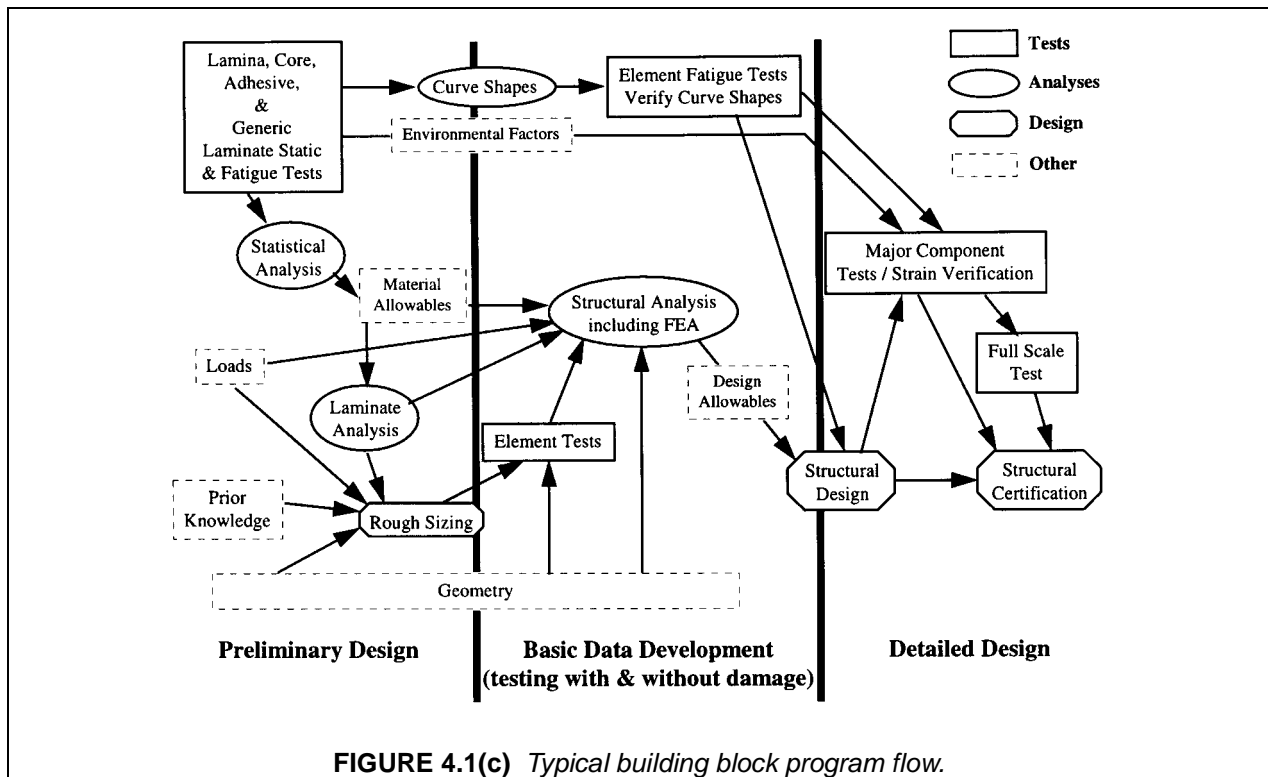 Lamina, Core,
Adhesive,
&
Generic
Laminate Static
& Fatigue Tests
Curve Shapes
Element Fatigue Tests
Verify Curve Shapes
Tests
Analyses
Design
Other
Environmental Factors
Statistical
Analysis
Material
Allowables
Structural Analysis
including FEA
Major Component
Tests / Strain Verification
Loads
Laminate
Analysis
Design
Allowables
Full Scale
Test
Element Tests
Prior
Knowledge
Rough Sizing
Structural
Design
Structural
Certification
Geometry
Preliminary Design
Basic Data Development
(testing with & without damage)
Detailed Design
FIGURE 4.1(c) Typical building block program flow.